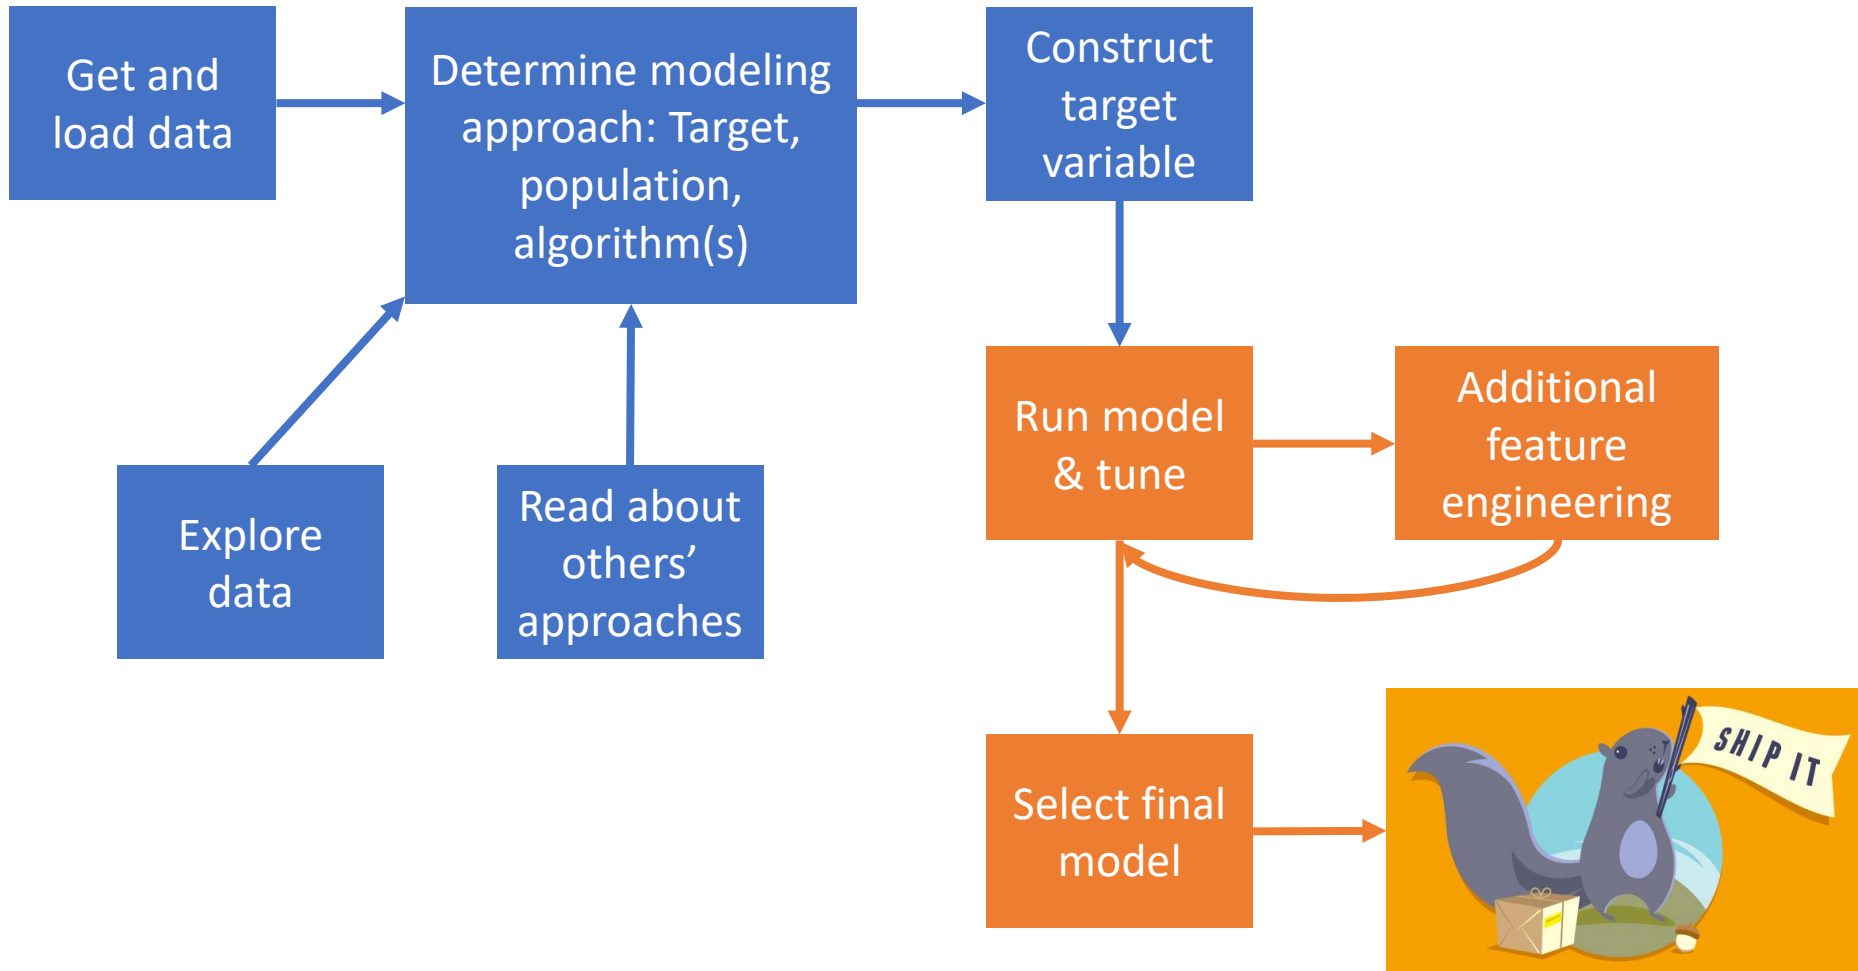 Get and
load data
Determine modeling
approach: Target,
population,
algorithm(s)
Construct
target
variable
Explore
data
Read about
others’
approaches
Run model
& tune
Additional
feature
engineering
Select final
model
SHIP IT